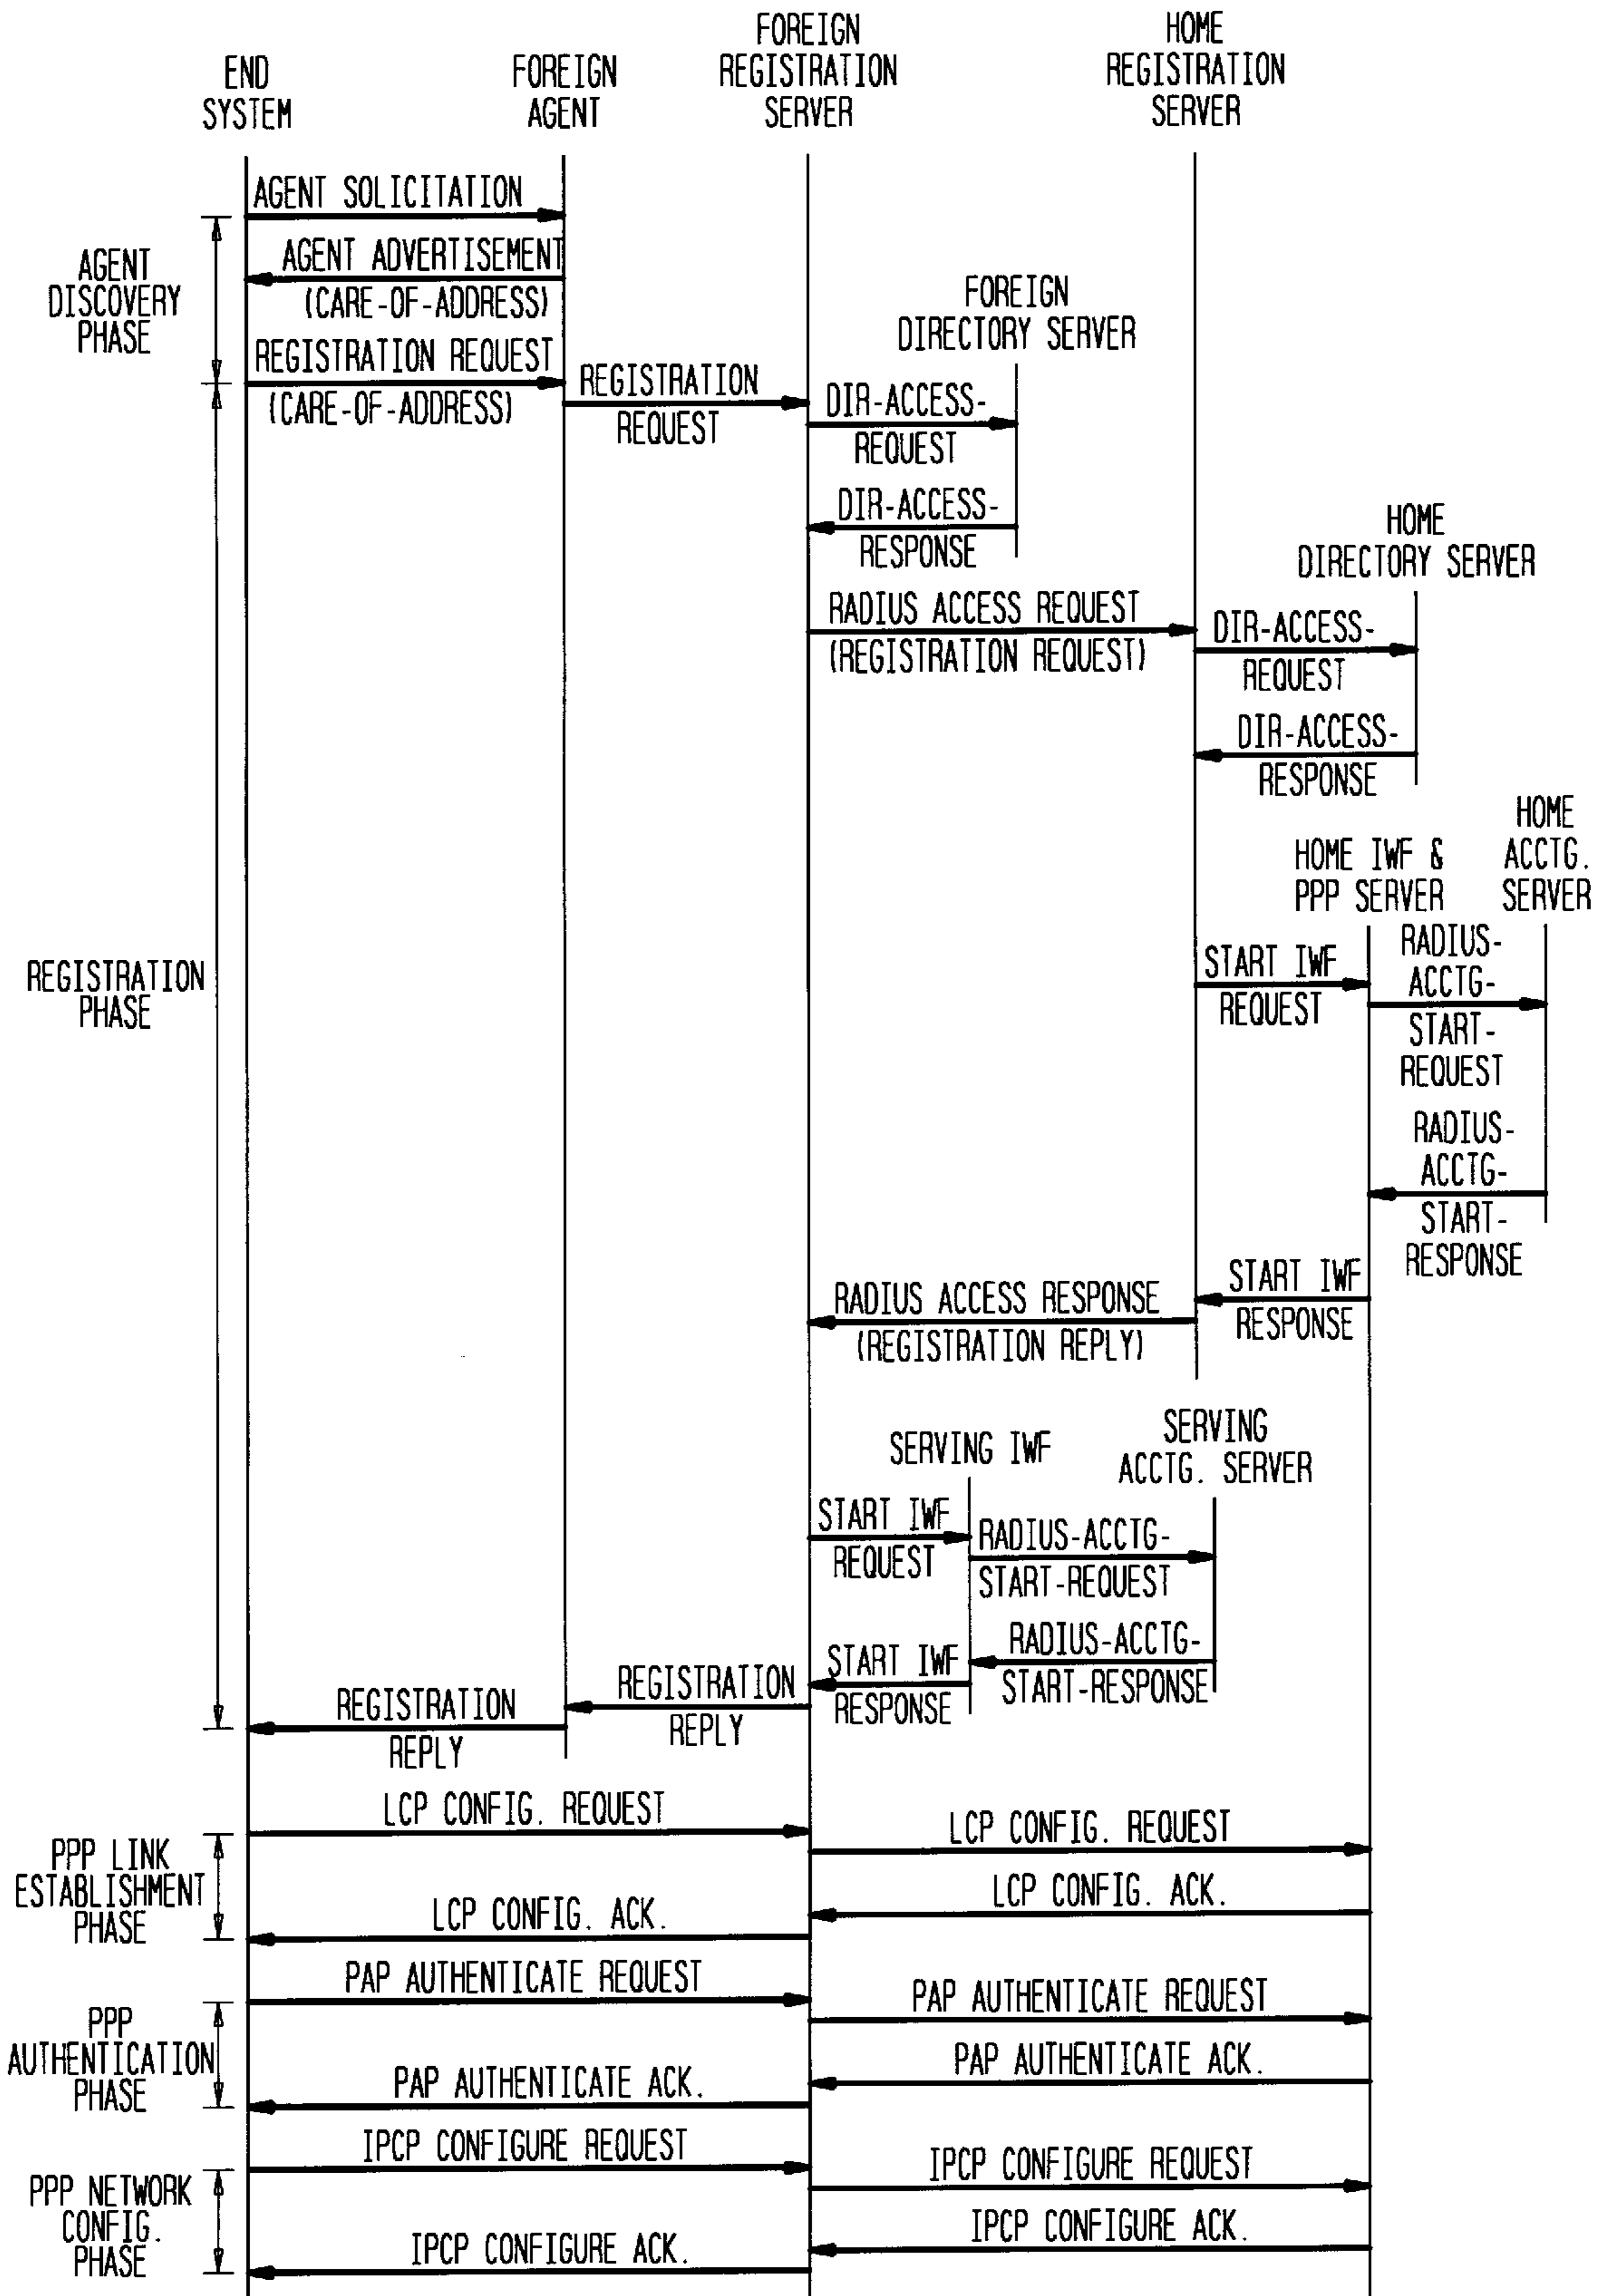 FOREIGN
REGISTRATION
SERVER
HOME
REGISTRATION
SERVER
END
SYSTEM
FOREIGN
AGENT
AGENT SOLICITATION
AGENT ADVERTISEMENT
(CARE-OF-ADDRESS)
AGENT
DISCOVERY
PHASE
FOREIGN
DIRECTORY SERVER
REGISTRATION REQUEST
(CARE-OF-ADDRESS)
REGISTRATION
REQUEST
DIR-ACCESS-
REQUEST
DIR-ACCESS-
RESPONSE
HOME
DIRECTORY SERVER
RADIUS ACCESS REQUEST
(REGISTRATION REQUEST)
DIR-ACCESS-
REQUEST
DIR-ACCESS-
RESPONSE
HOME IWF &
PPP SERVER
HOME
ACCTG.
SERVER
REGISTRATION
PHASE
START IWF
REQUEST
RADIUS-
ACCTG-
START-
REQUEST
RADIUS-
ACCTG-
START-
RESPONSE
START IWF
RESPONSE
RADIUS ACCESS RESPONSE
(REGISTRATION REPLY)
SERVING IWF
SERVING
ACCTG. SERVER
START IWF
REQUEST
RADIUS-ACCTG-
START-REQUEST
RADIUS-ACCTG-
START-RESPONSE
START IWF
RESPONSE
REGISTRATION
REPLY
REGISTRATION
REPLY
LCP CONFIG. REQUEST
LCP CONFIG. REQUEST
PPP LINK
ESTABLISHMENT
PHASE
LCP CONFIG. ACK.
LCP CONFIG. ACK.
PAP AUTHENTICATE REQUEST
PAP AUTHENTICATE REQUEST
PPP
AUTHENTICATION
PHASE
PAP AUTHENTICATE ACK.
PAP AUTHENTICATE ACK.
IPCP CONFIGURE REQUEST
IPCP CONFIGURE REQUEST
PPP NETWORK
CONFIG.
PHASE
IPCP CONFIGURE ACK.
IPCP CONFIGURE ACK.